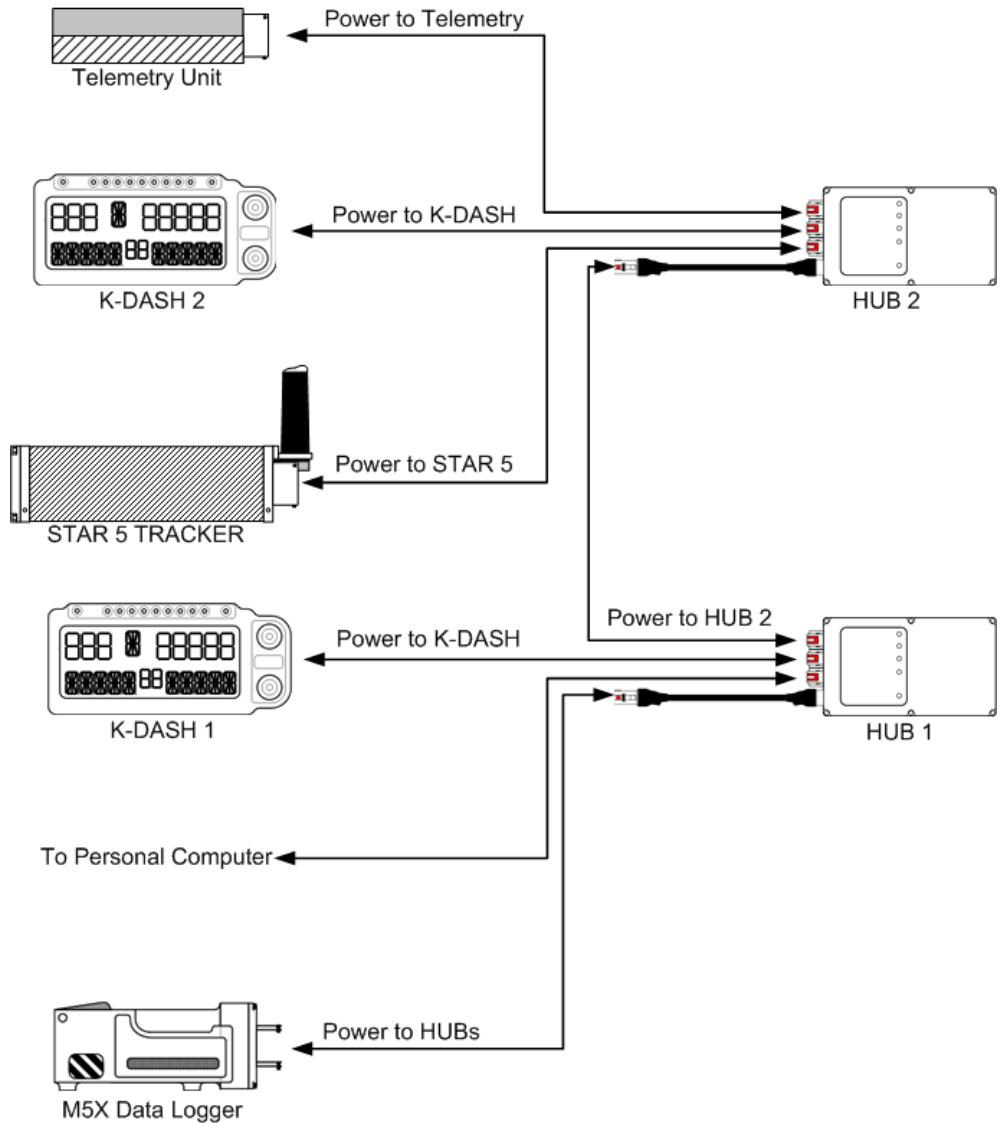 Power to Telemetry
Telemetry Unit
Power to K-DASH
K-DASH 2
HUB 2
Power to STAR 5
STAR 5 TRACKER
Power to HUB 2
Power to K-DASH
K-DASH 1
HUB 1
To Personal Computer
Power to HUBs
M5X Data Logger